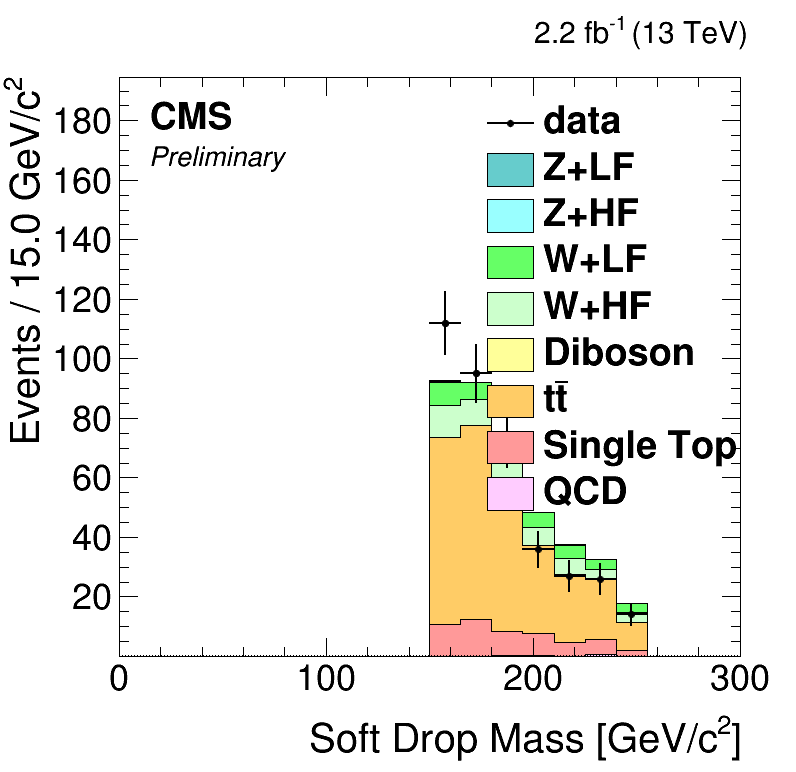 2.2 fb⁻¹ (13 TeV)
Events / 15.0 GeV/c²
180
160
140
120
100
80
60
40
20
CMS
Preliminary
data
Z+LF
Z+HF
W+LF
W+HF
Diboson
tt̄
Single Top
QCD
0 100 200 300
Soft Drop Mass [GeV/c²]